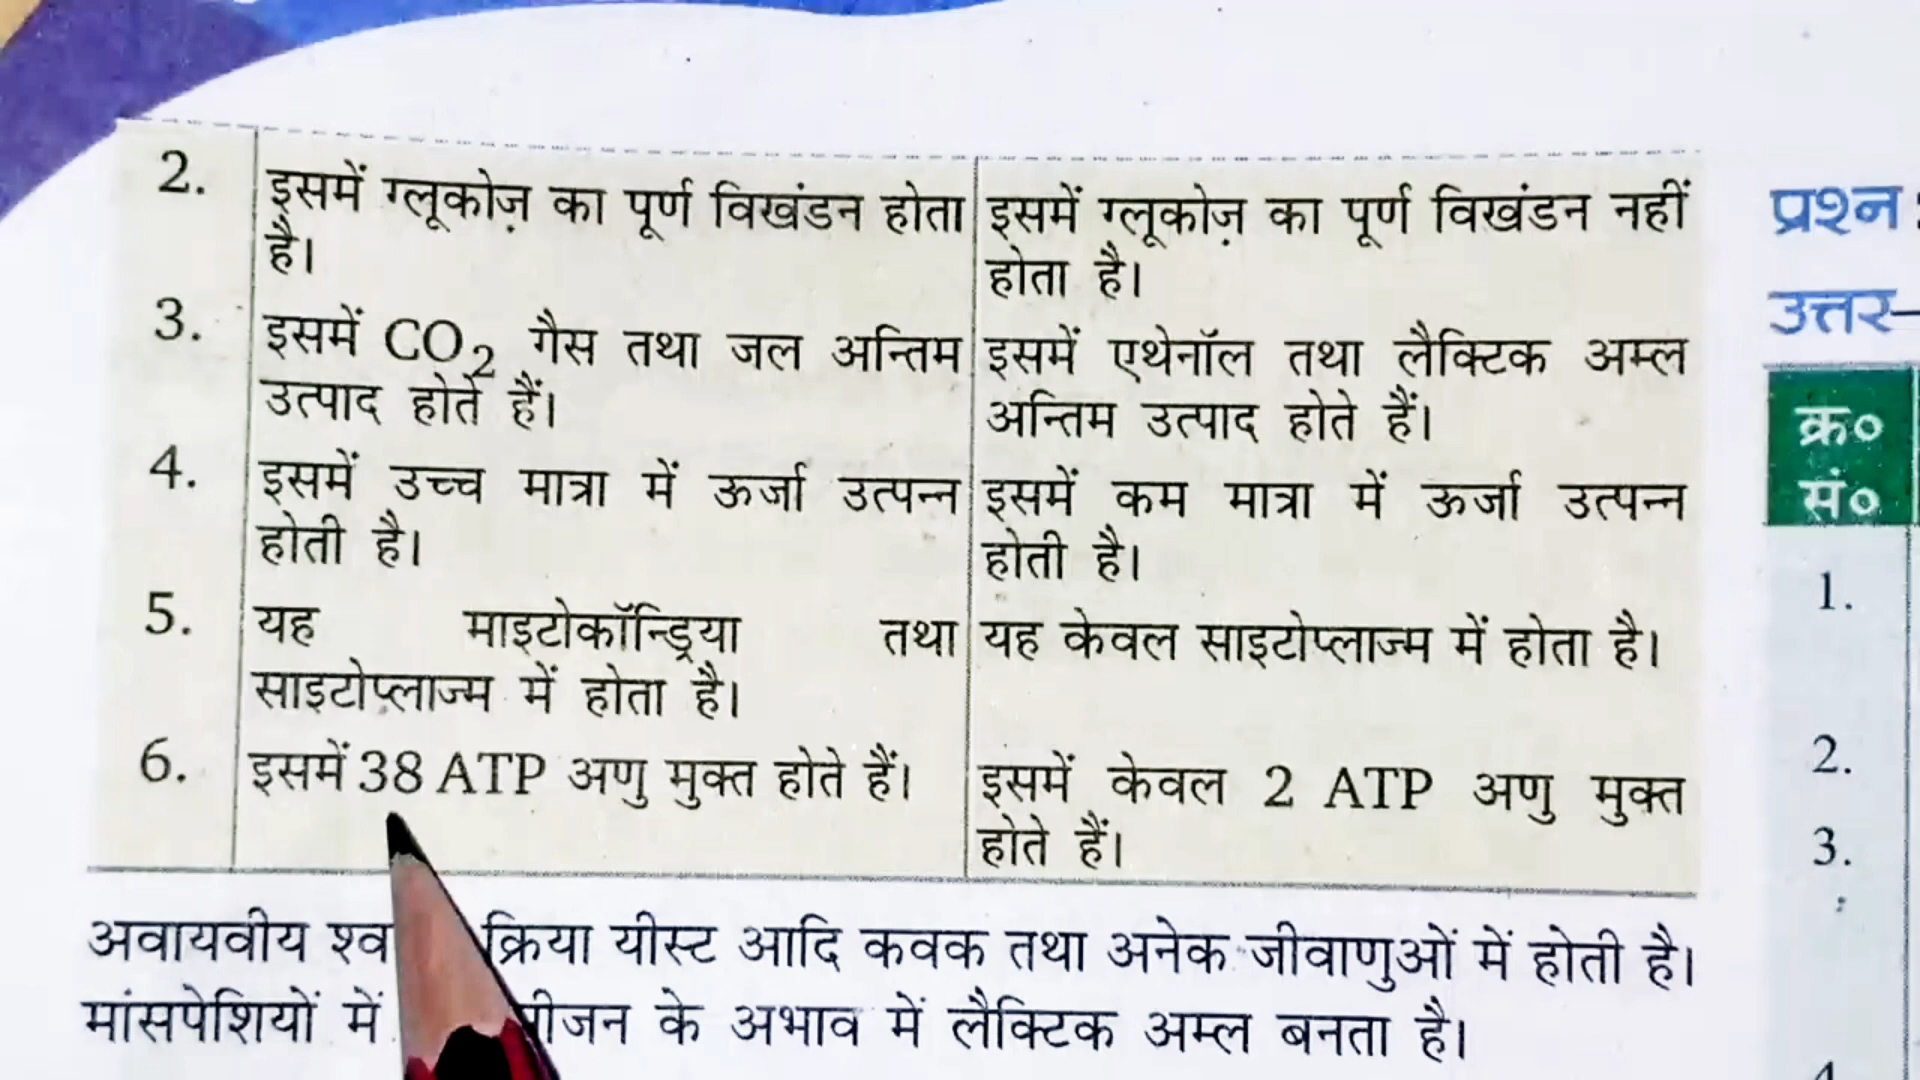 2. इसमें ग्लूकोज़ का पूर्ण विखंडन होता
है।
इसमें ग्लूकोज़ का पूर्ण विखंडन नहीं
होता है।
3. इसमें CO₂ गैस तथा जल अन्तिम
उत्पाद होते हैं।
इसमें एथेनॉल तथा लैक्टिक अम्ल
अन्तिम उत्पाद होते हैं।
4. इसमें उच्च मात्रा में ऊर्जा उत्पन्न
होती है।
इसमें कम मात्रा में ऊर्जा उत्पन्न
होती है।
5. यह माइटोकॉन्ड्रिया तथा
साइटोप्लाज्म में होता है।
यह केवल साइटोप्लाज्म में होता है।
6. इसमें 38 ATP अणु मुक्त होते हैं।
इसमें केवल 2 ATP अणु मुक्त
होते हैं।
अवायवीय क्रिया यीस्ट आदि कवक तथा अनेक जीवाणुओं में होती है।
मांसपेशियों में के अभाव में लैक्टिक अम्ल बनता है।
प्रश्न
उत्तर–
क्र०
सं०
1.
2.
3.